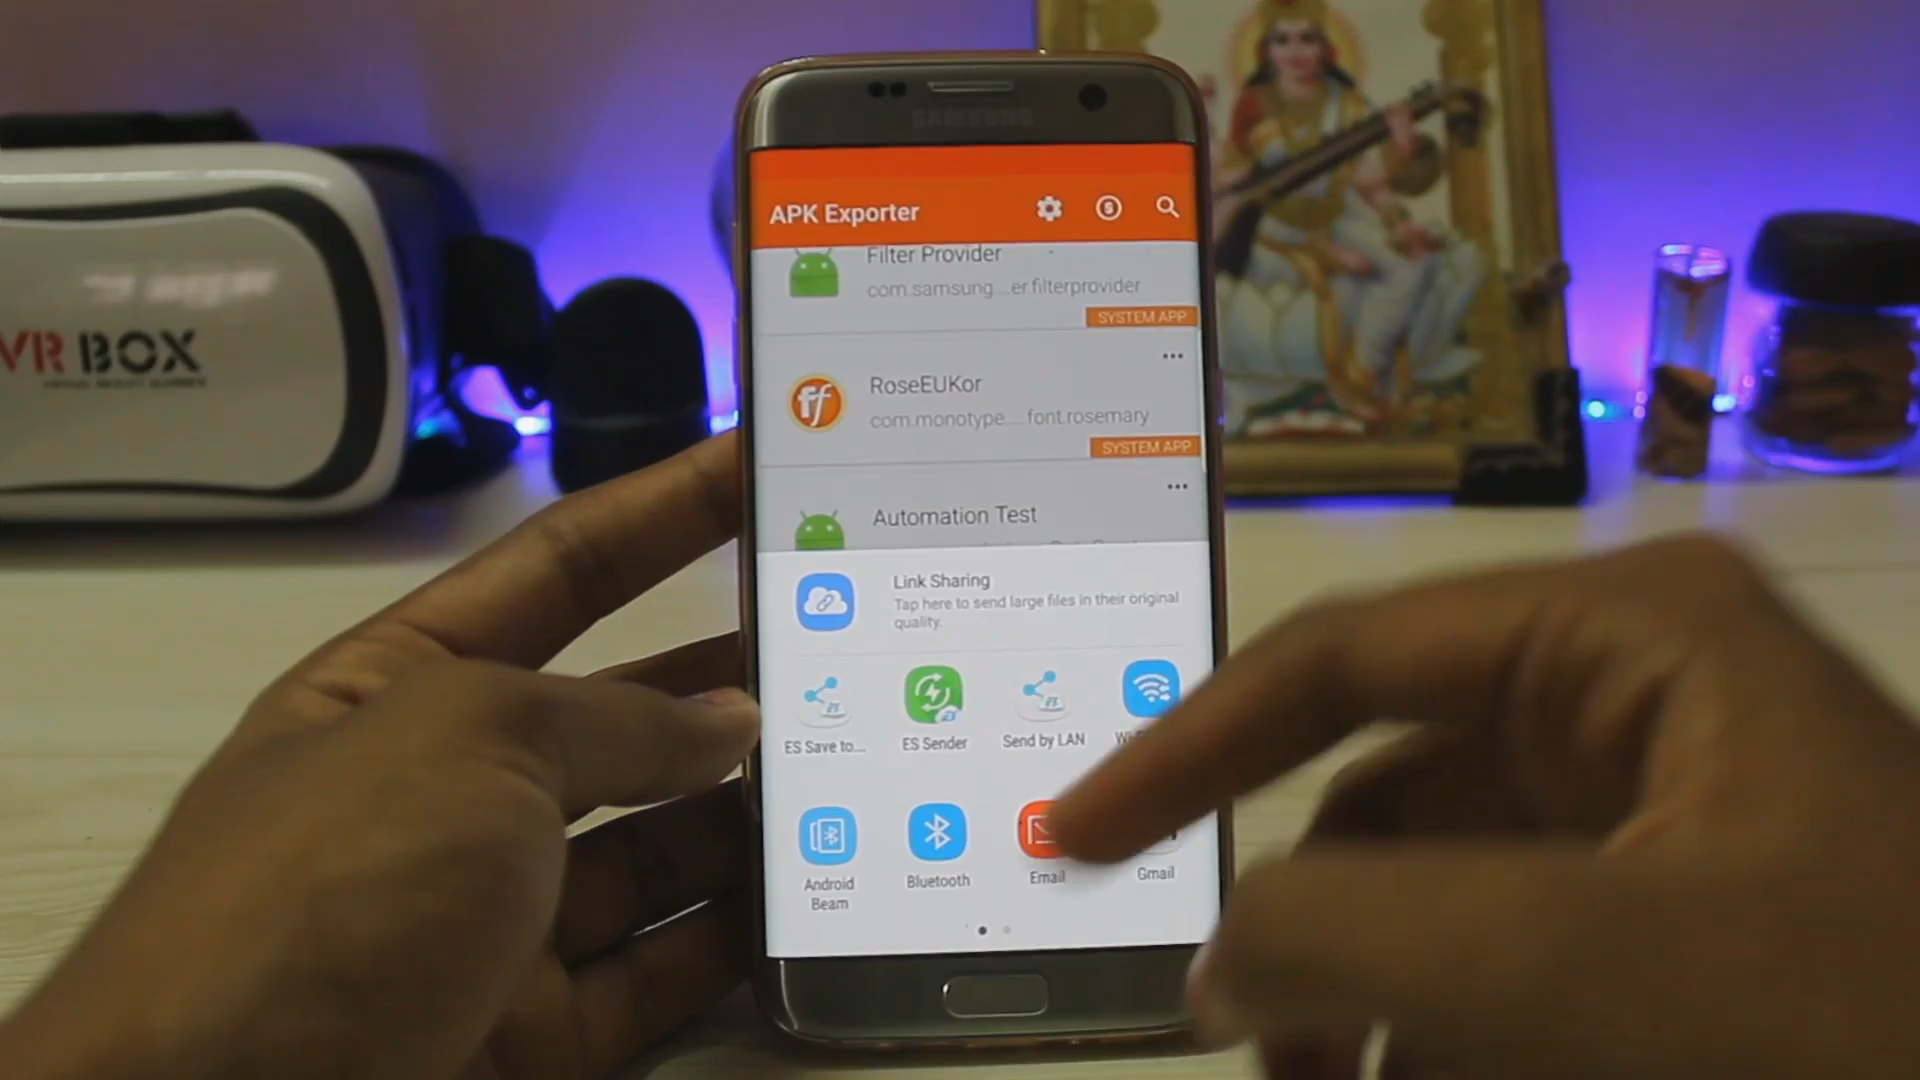 SAMSUNG
APK Exporter
Filter Provider
com.samsung....er.filterprovider
SYSTEM APP
RoseEUKor
com.monotype....font.rosemary
SYSTEM APP
Automation Test
Link Sharing
Tap here to send large files in their original
quality.
ES Save to...
ES Sender
Send by LAN
Android
Beam
Bluetooth
Email
Gmail
VR BOX